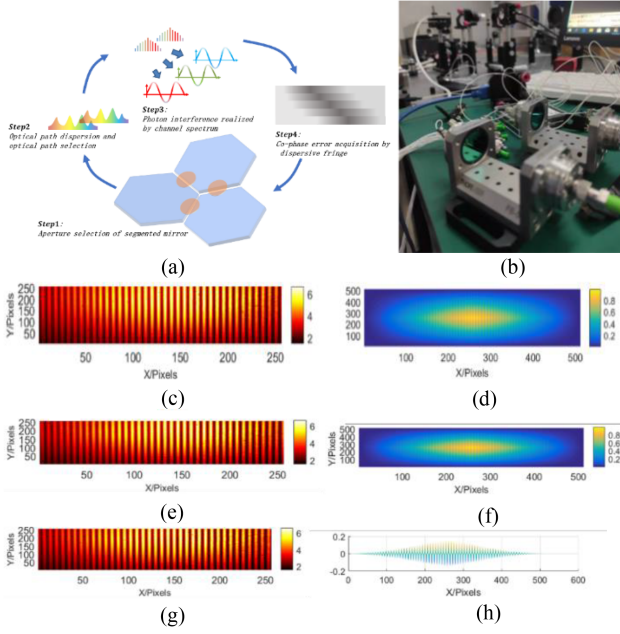 Step3:
Photon interference realized
by channel spectrum
Step2
Optical path dispersion and
optical path selection
Step4:
Co-phase error acquisition by
dispersive fringe
Step1:
Aperture selection of segmented mirror
(a)
Lenovo
(b)
Y/Pixels
250
200
150
100
50
50
100
150
200
250
X/Pixels
6
4
2
(c)
Y/Pixels
500
400
300
200
100
100
200
300
400
500
X/Pixels
0.8
0.6
0.4
0.2
(d)
Y/Pixels
250
200
150
100
50
50
100
150
200
250
X/Pixels
6
4
2
(e)
Y/Pixels
500
400
300
200
100
100
200
300
400
500
X/Pixels
0.8
0.6
0.4
0.2
(f)
Y/Pixels
250
200
150
100
50
50
100
150
200
250
X/Pixels
6
4
2
(g)
0.2
0
-0.2
0
100
200
300
400
500
600
X/Pixels
(h)